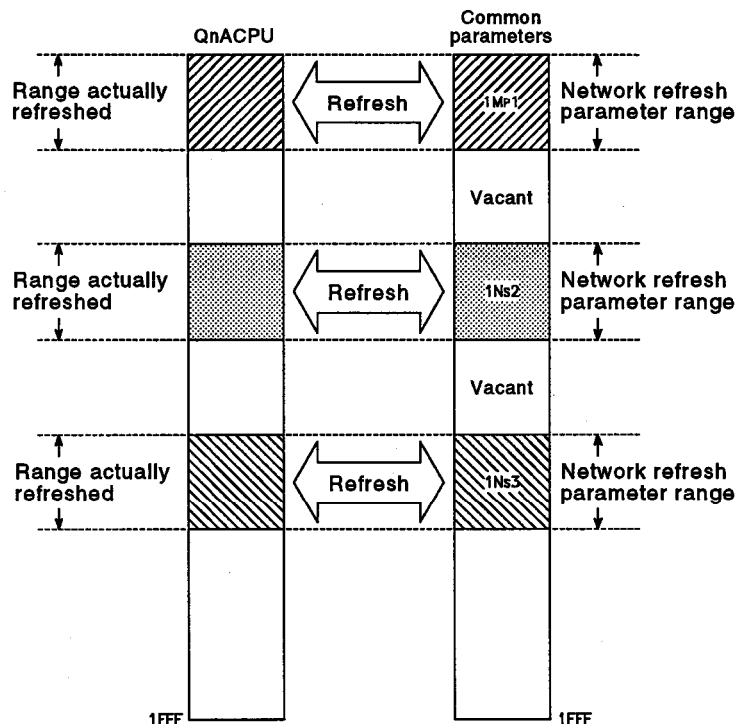 QnACPU
Common
parameters
Range actually
refreshed
Refresh
1MP1
Network refresh
parameter range
Vacant
Range actually
refreshed
Refresh
1Ns2
Network refresh
parameter range
Vacant
Range actually
refreshed
Refresh
1Ns3
Network refresh
parameter range
1FFF
1FFF